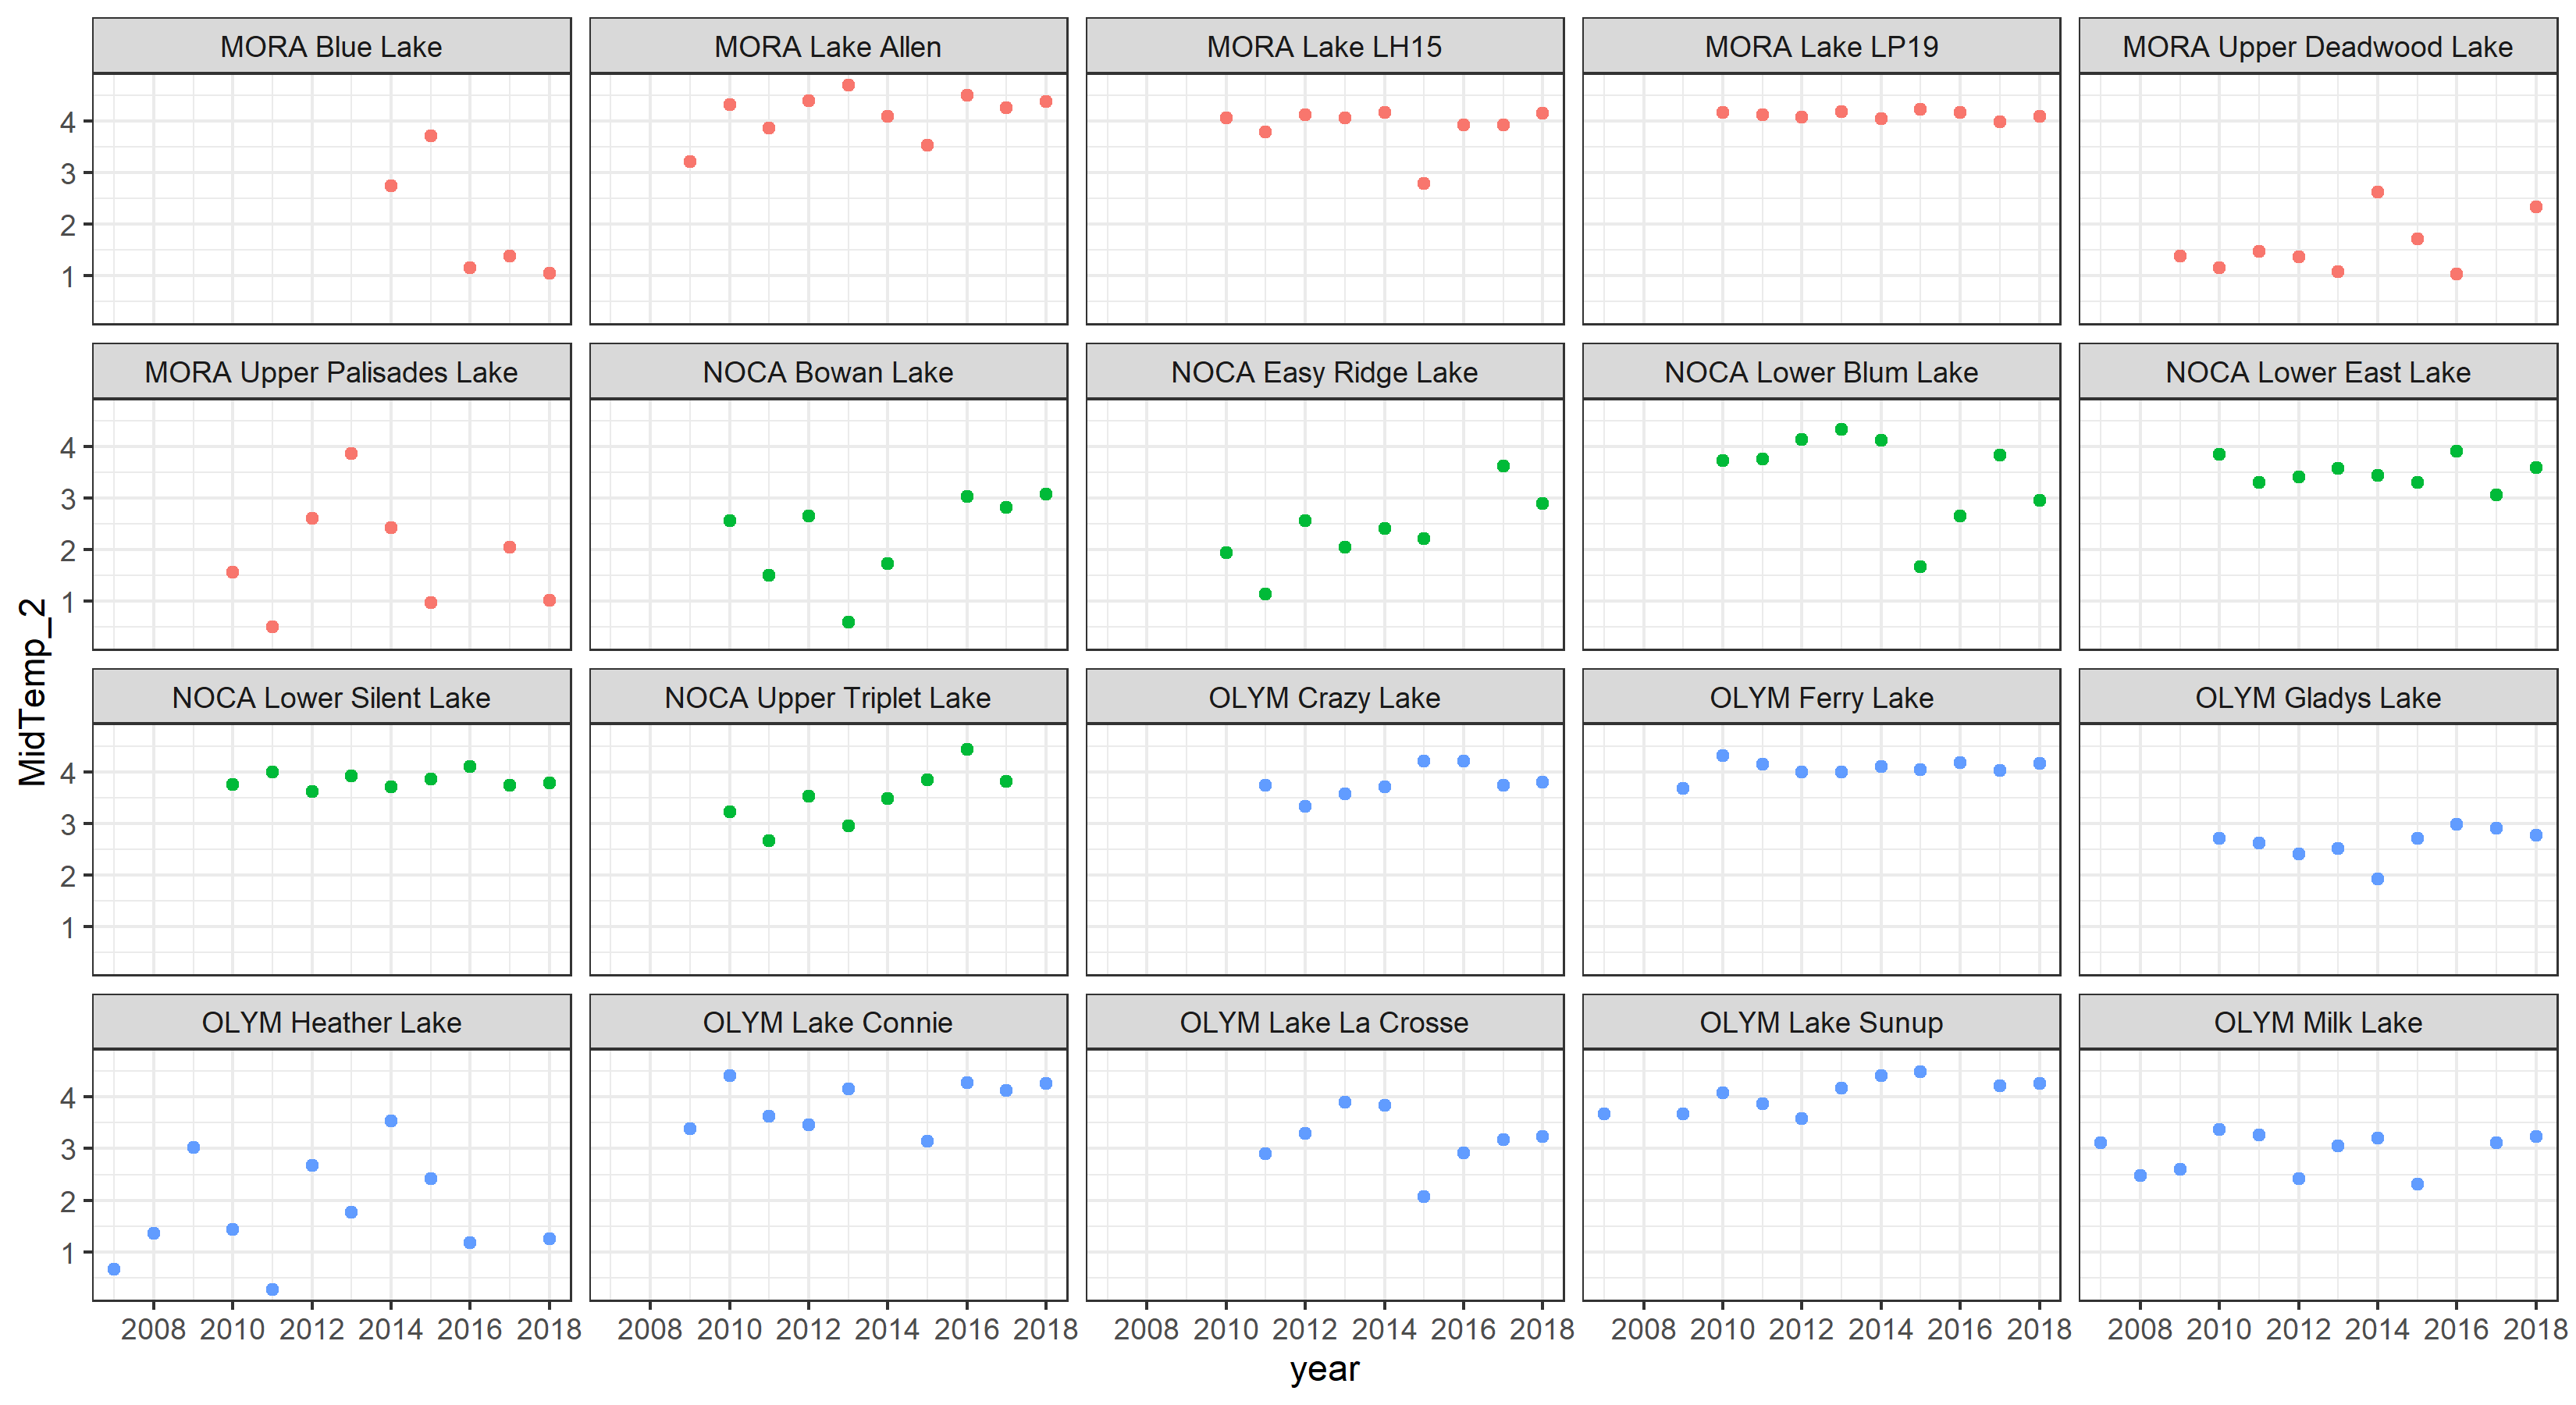 MORA Blue Lake
MORA Lake Allen
MORA Lake LH15
MORA Lake LP19
MORA Upper Deadwood Lake
4
3
2
1
MORA Upper Palisades Lake
NOCA Bowan Lake
NOCA Easy Ridge Lake
NOCA Lower Blum Lake
NOCA Lower East Lake
4
3
2
1
MidTemp_2
NOCA Lower Silent Lake
NOCA Upper Triplet Lake
OLYM Crazy Lake
OLYM Ferry Lake
OLYM Gladys Lake
4
3
2
1
OLYM Heather Lake
OLYM Lake Connie
OLYM Lake La Crosse
OLYM Lake Sunup
OLYM Milk Lake
4
3
2
1
2008 2010 2012 2014 2016 2018
2008 2010 2012 2014 2016 2018
2008 2010 2012 2014 2016 2018
2008 2010 2012 2014 2016 2018
2008 2010 2012 2014 2016 2018
year